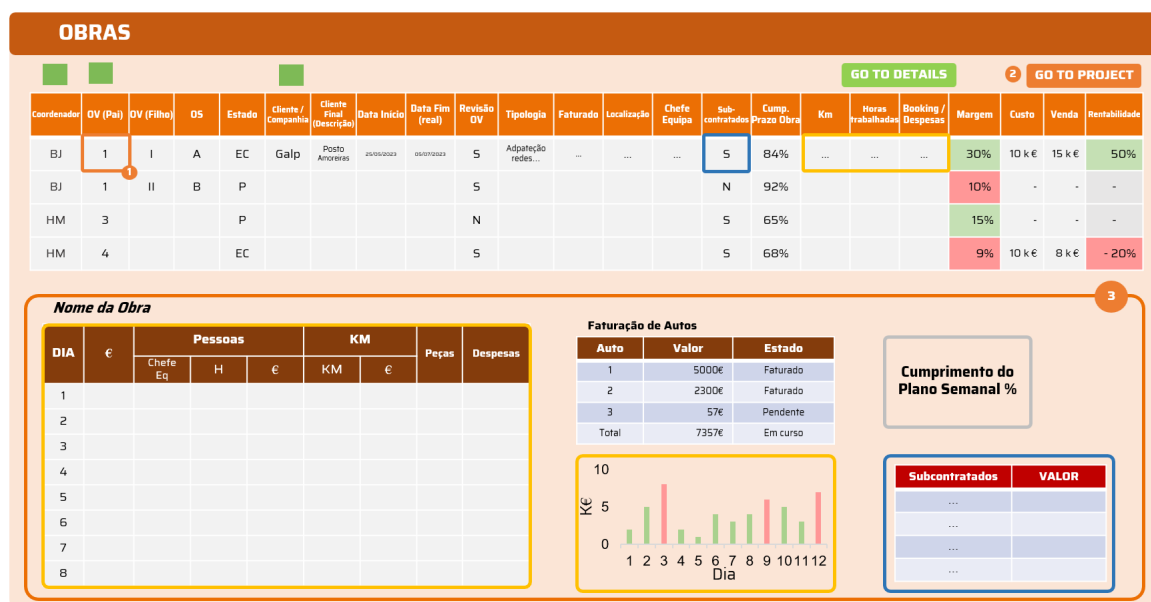 OBRAS
GO TO DETAILS
2 GO TO PROJECT
Coordenador OV (Pai) OV (Filho) OS Estado Cliente / Companhia Cliente Final (Descrição) Data Inicio Data Fim (real) Revisão OV Tipologia Faturado Localização Chefe Equipa Sub-contratados Cump. Prazo Obra Km Horas trabalhadas Booking / Despesas Margem Custo Venda Rentabilidade
BJ 1 I A EC Galp Posto Amoreiras 25/05/2023 05/07/2023 S Adpateção redes... ... ... ... S 84% ... ... ... 30% 10 k€ 15 k€ 50%
1
BJ 1 II B P S N 92% 10% - - -
HM 3 P N S 65% 15% - - -
HM 4 EC S S 68% 9% 10 k€ 8 k€ - 20%
3
Nome da Obra
DIA € Pessoas KM Peças Despesas
Chefe Eq H € KM €
1
2
3
4
5
6
7
8
Faturação de Autos
Auto Valor Estado
1 5000€ Faturado
2 2300€ Faturado
3 57€ Pendente
Total 7357€ Em curso
10
5
0
K€
1 2 3 4 5 6 7 8 9 10 11 12
Dia
Cumprimento do
Plano Semanal %
Subcontratados VALOR
...
...
...
...